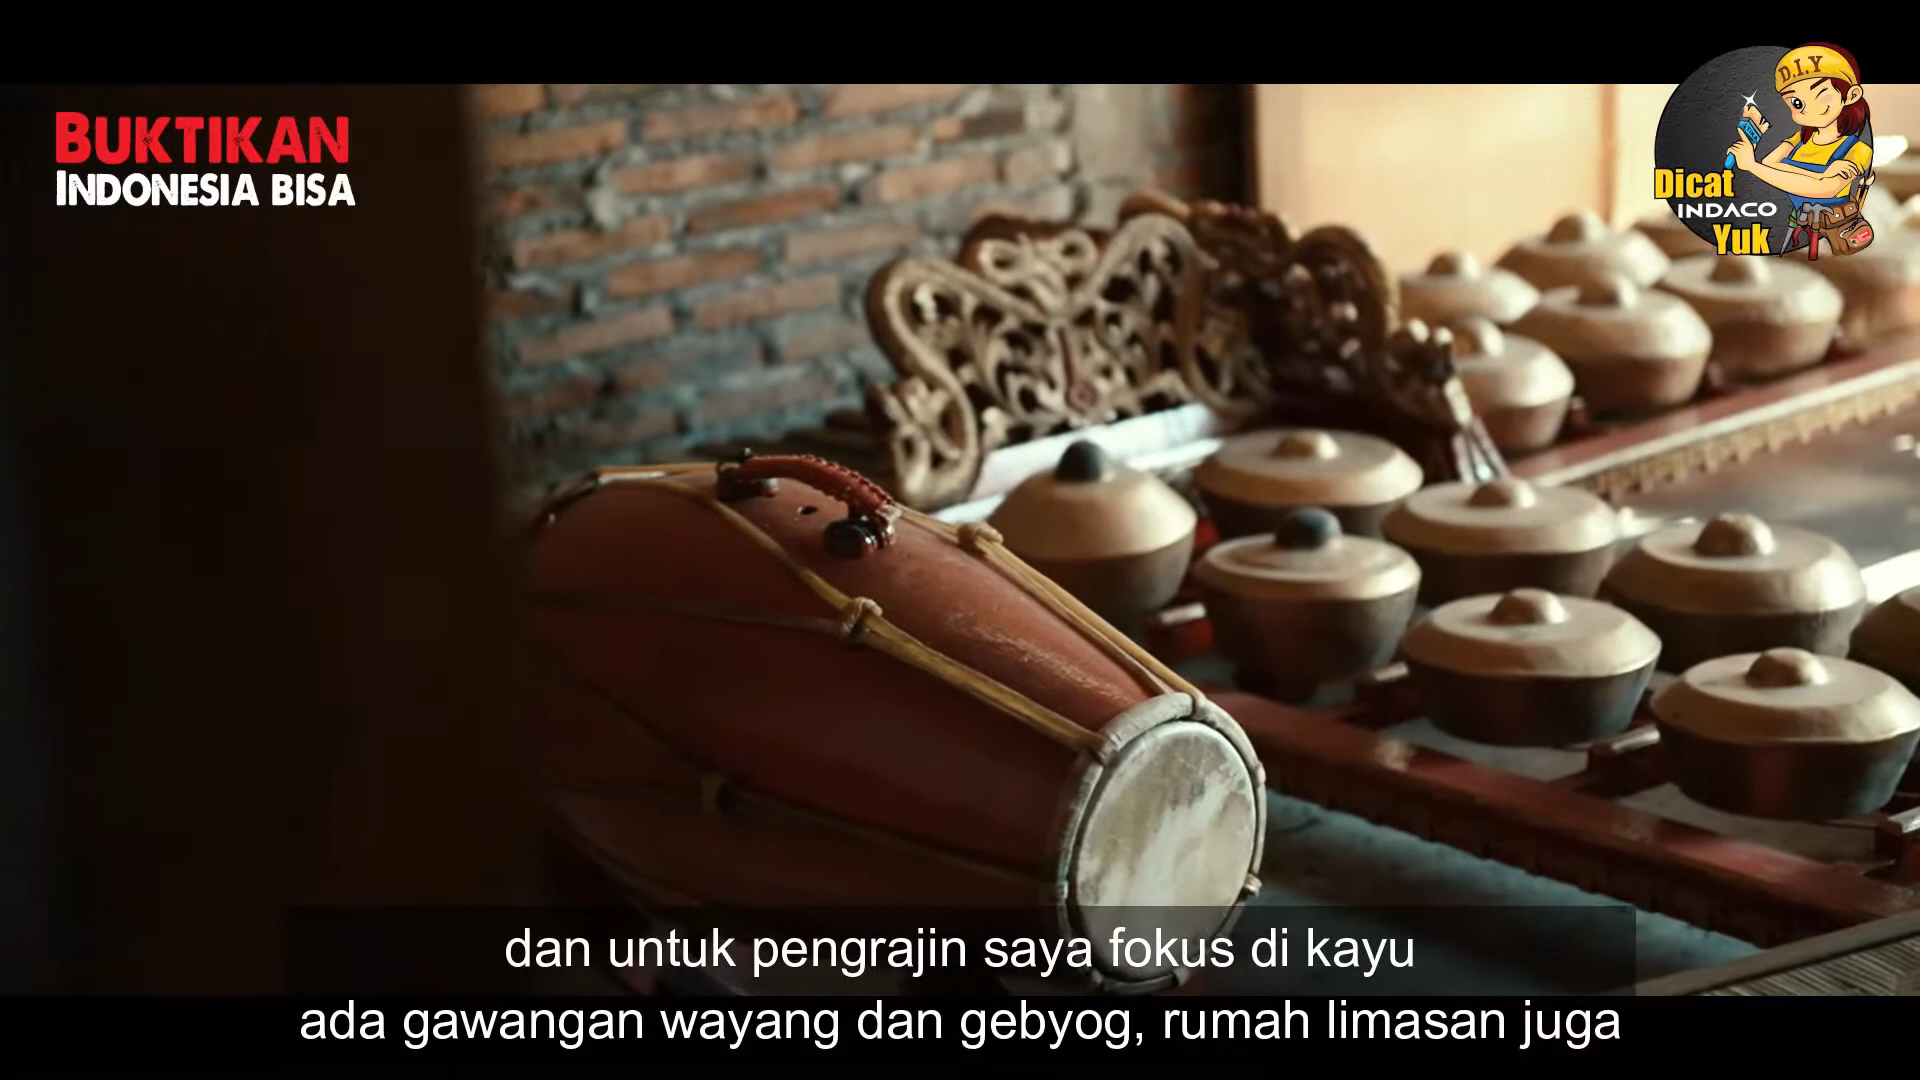 BUKTIKAN
INDONESIA BISA
D.I.Y
Dicat
INDACO
Yuk
dan untuk pengrajin saya fokus di kayu
ada gawangan wayang dan gebyog, rumah limasan juga